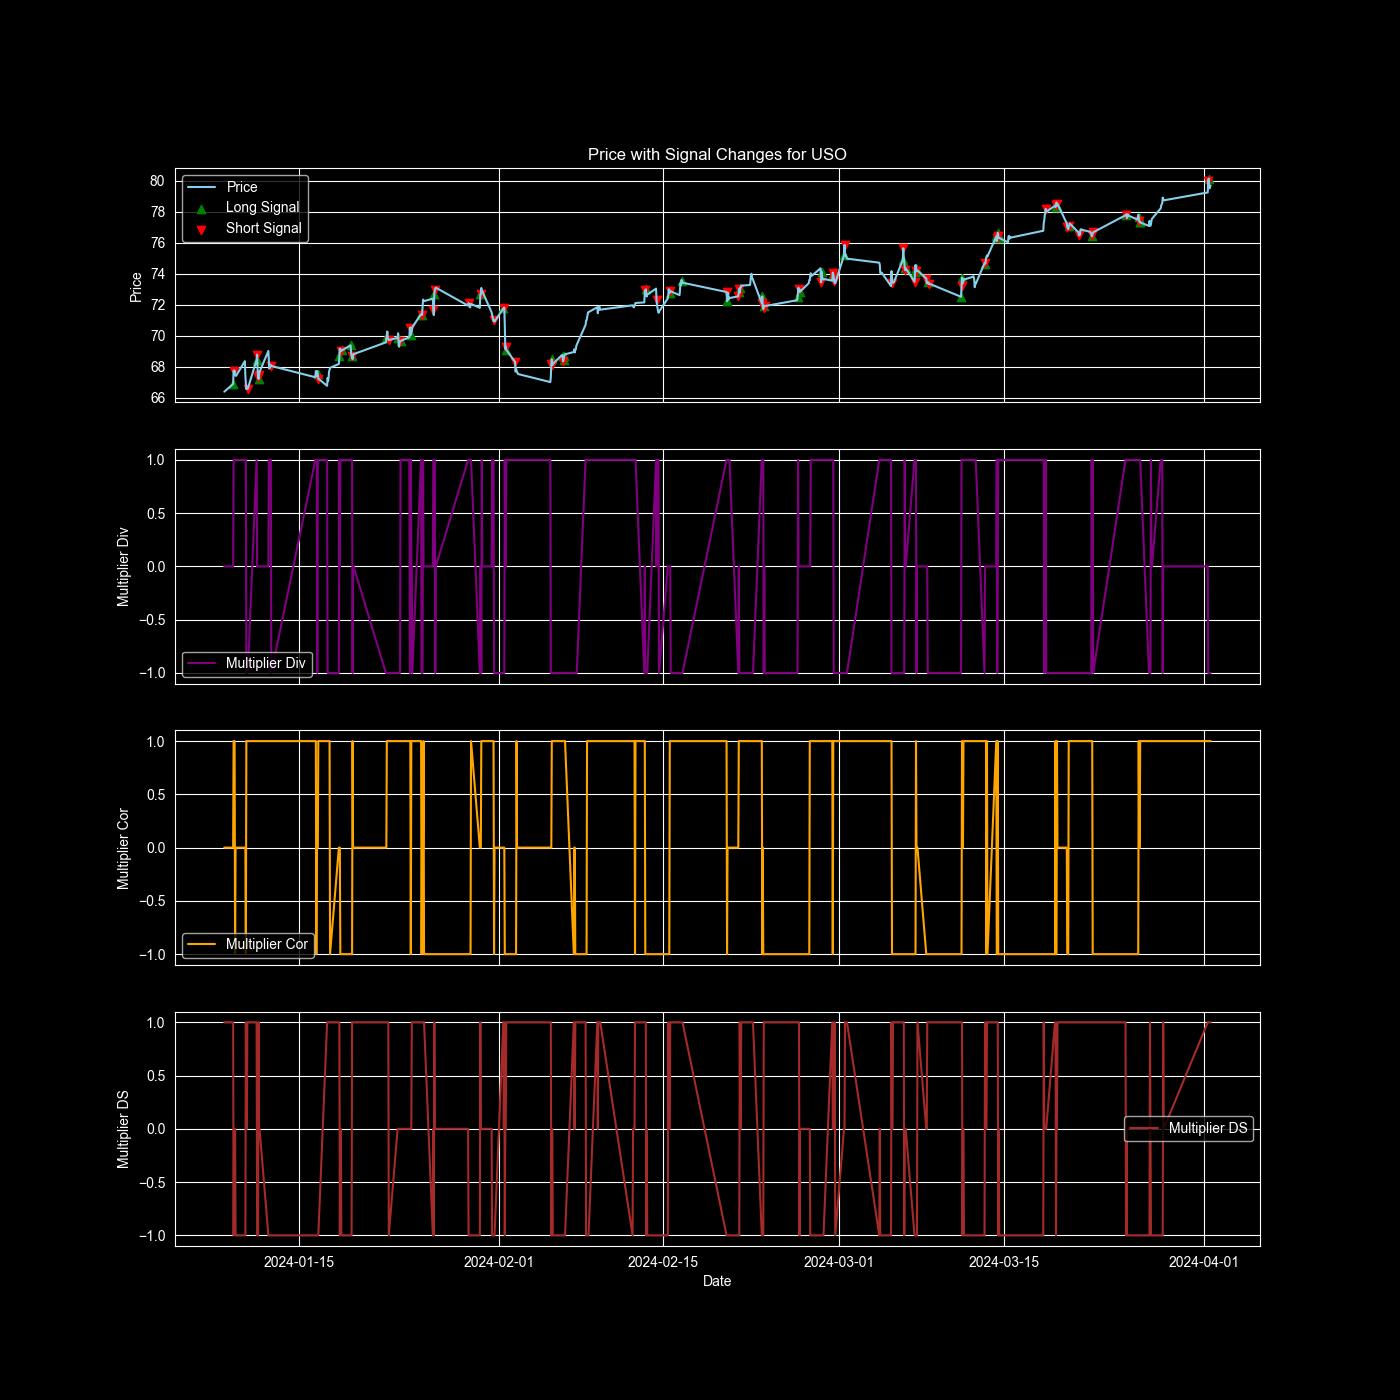 Price with Signal Changes for USO
80
78
76
74
72
70
68
66
Price
Price
Long Signal
Short Signal
1.0
0.5
0.0
−0.5
−1.0
Multiplier Div
Multiplier Div
1.0
0.5
0.0
−0.5
−1.0
Multiplier Cor
Multiplier Cor
1.0
0.5
0.0
−0.5
−1.0
Multiplier DS
Multiplier DS
2024-01-15 2024-02-01 2024-02-15 2024-03-01 2024-03-15 2024-04-01
Date